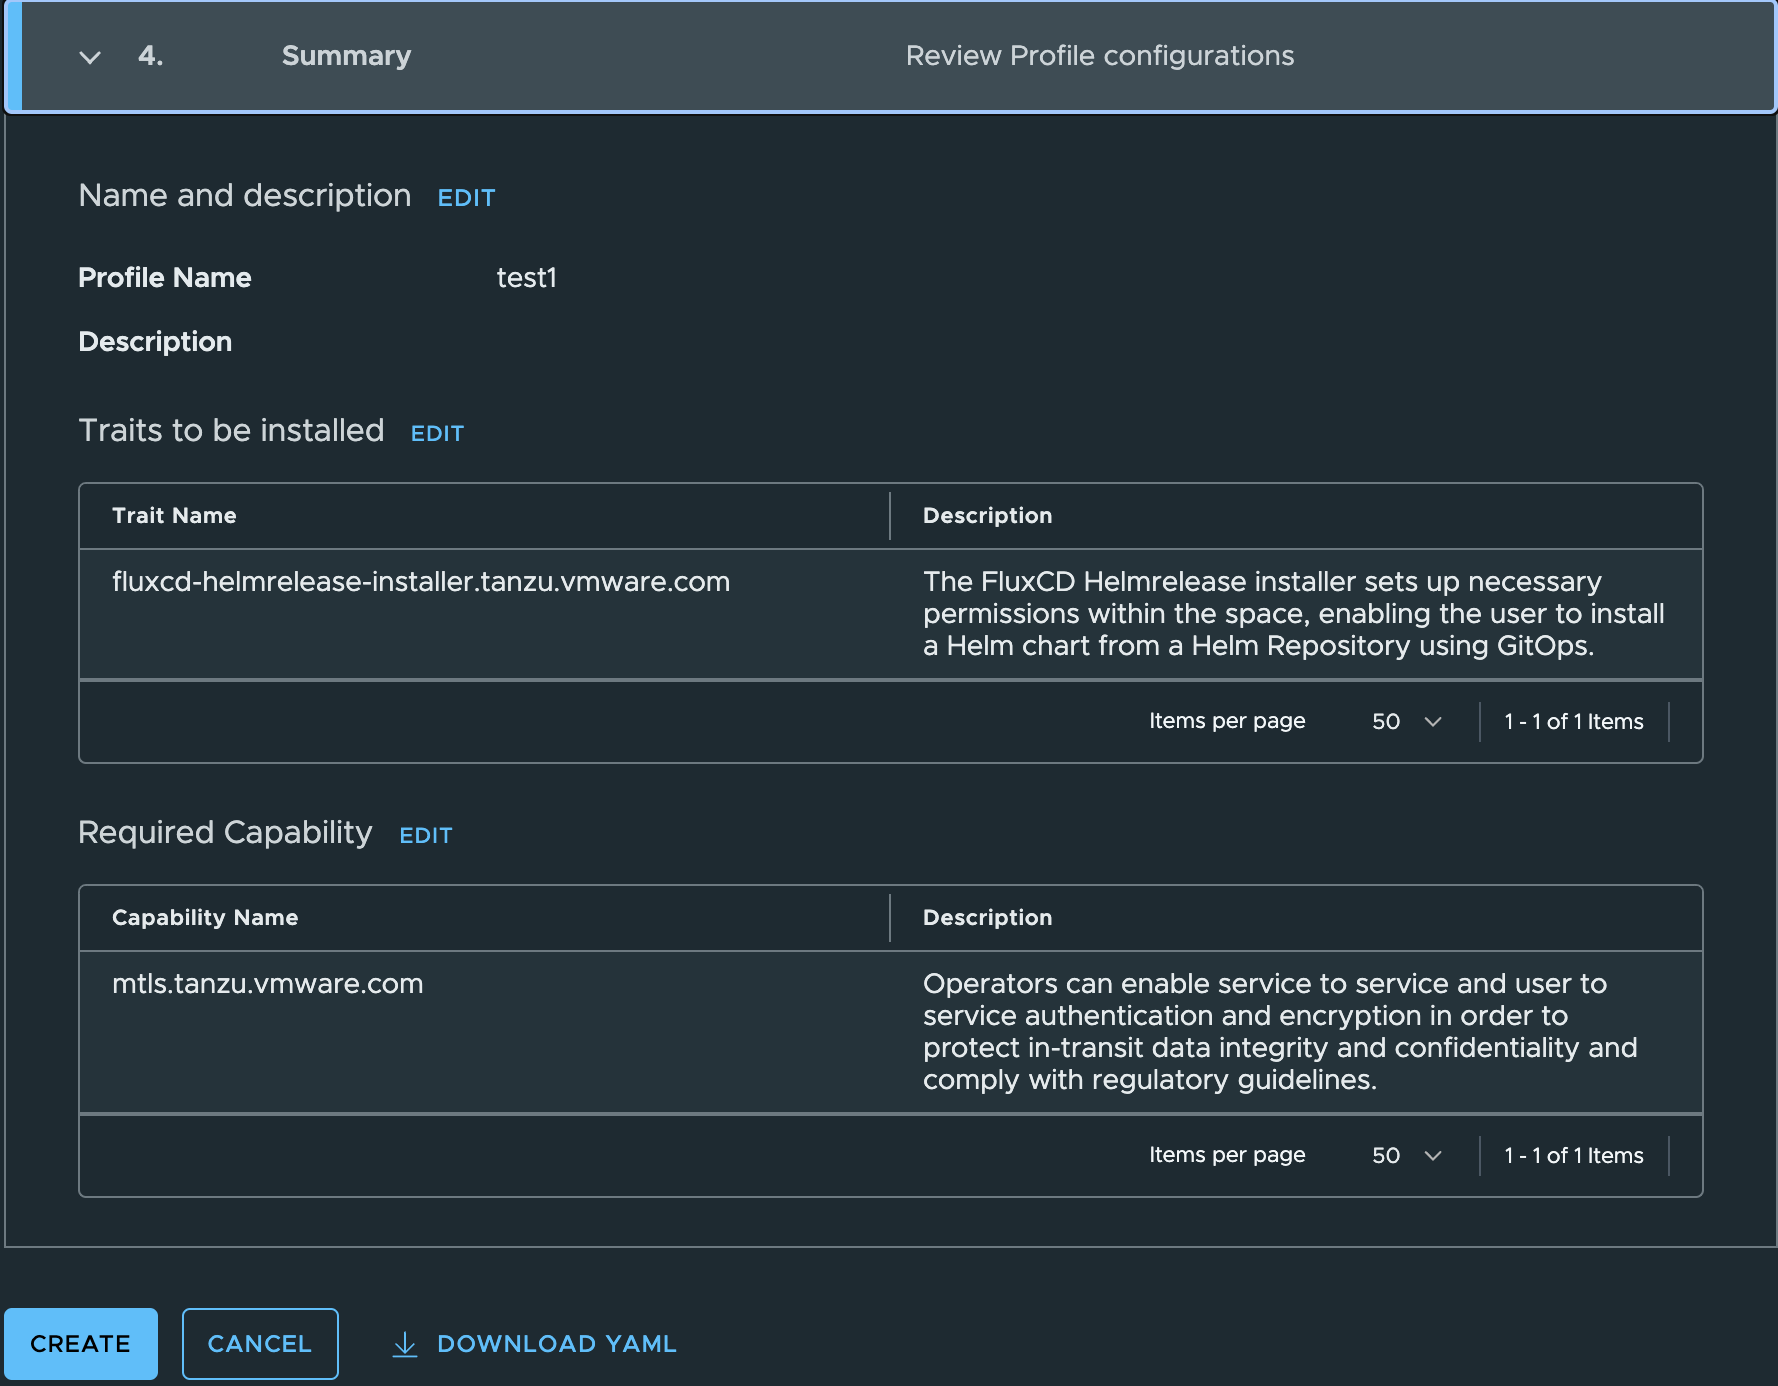 4. Summary Review Profile configurations
Name and description EDIT
Profile Name test1
Description
Traits to be installed EDIT
Trait Name Description
fluxcd-helmrelease-installer.tanzu.vmware.com The FluxCD Helmrelease installer sets up necessary
permissions within the space, enabling the user to install
a Helm chart from a Helm Repository using GitOps.
Items per page 50 1 - 1 of 1 Items
Required Capability EDIT
Capability Name Description
mtls.tanzu.vmware.com Operators can enable service to service and user to
service authentication and encryption in order to
protect in-transit data integrity and confidentiality and
comply with regulatory guidelines.
Items per page 50 1 - 1 of 1 Items
CREATE CANCEL DOWNLOAD YAML